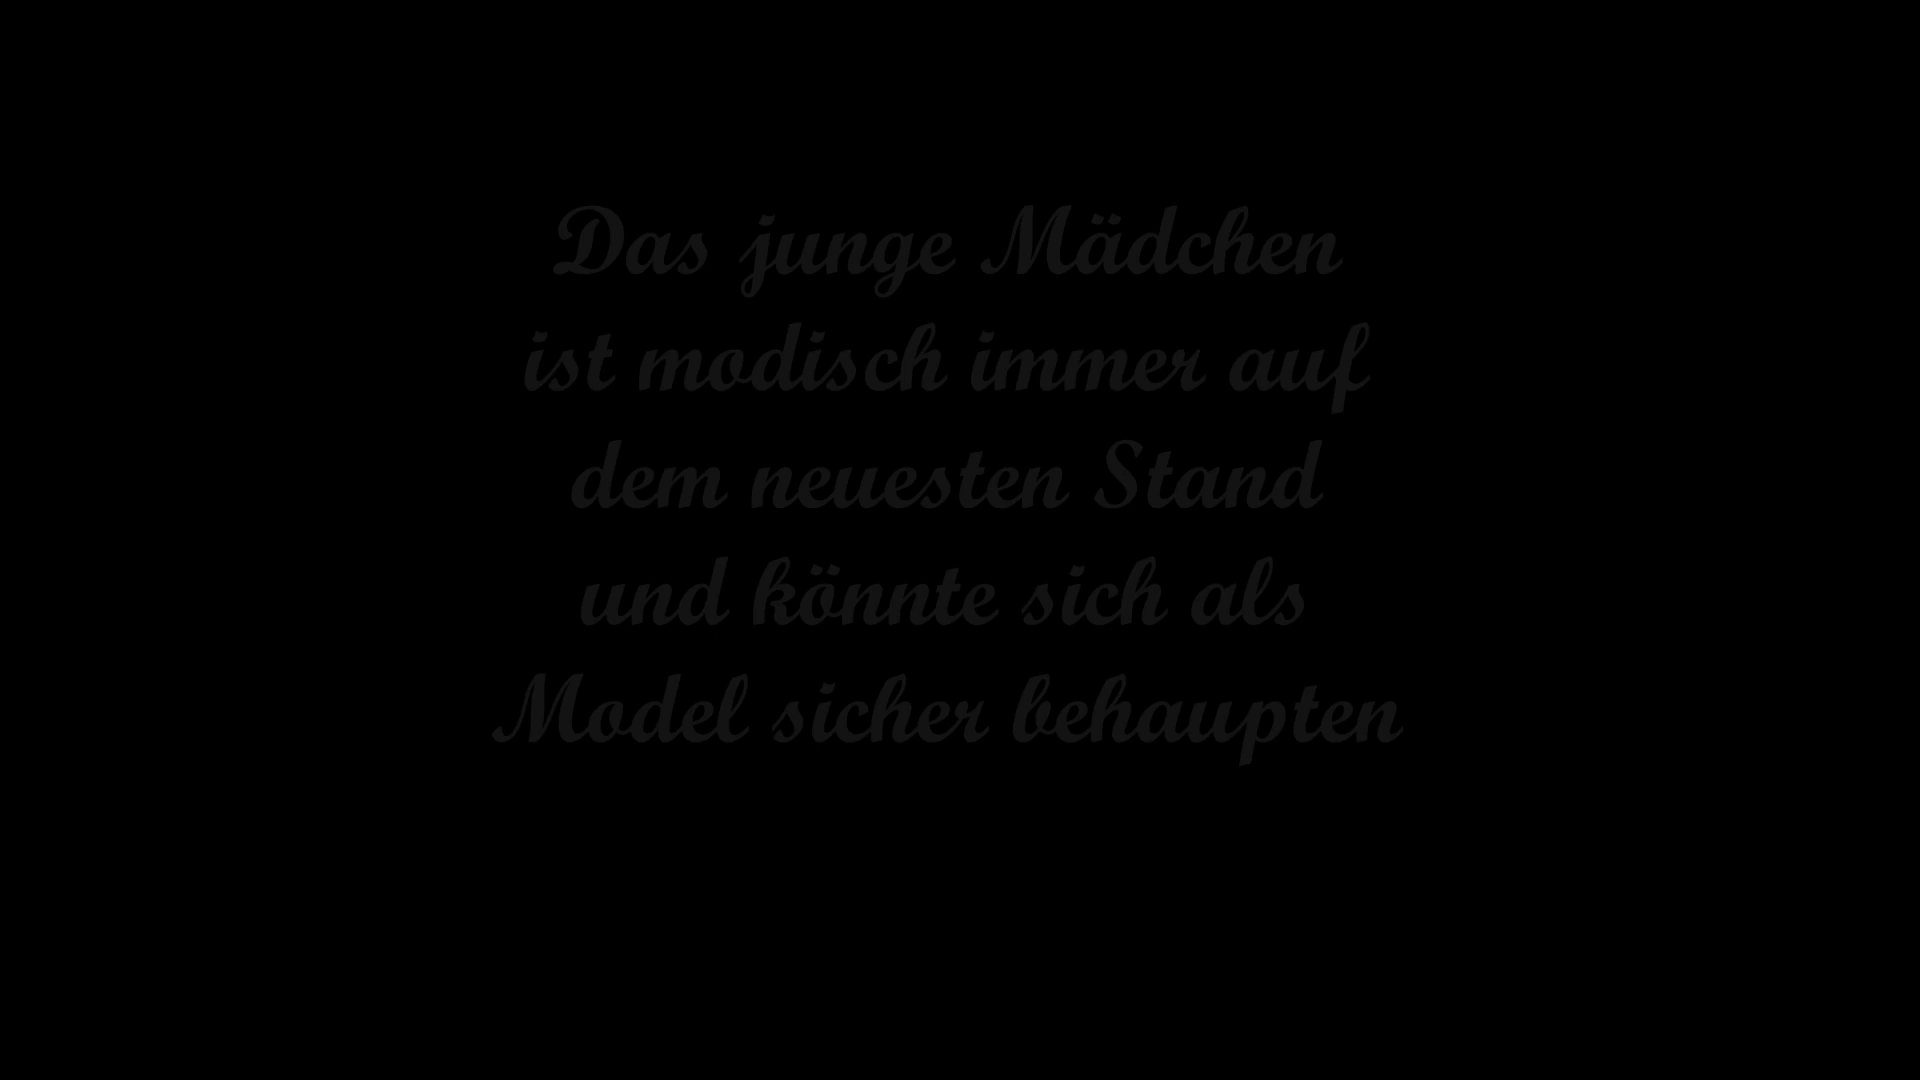 Das junge Mädchen
ist modisch immer auf
dem neuesten Stand
und könnte sich als
Model sicher behaupten